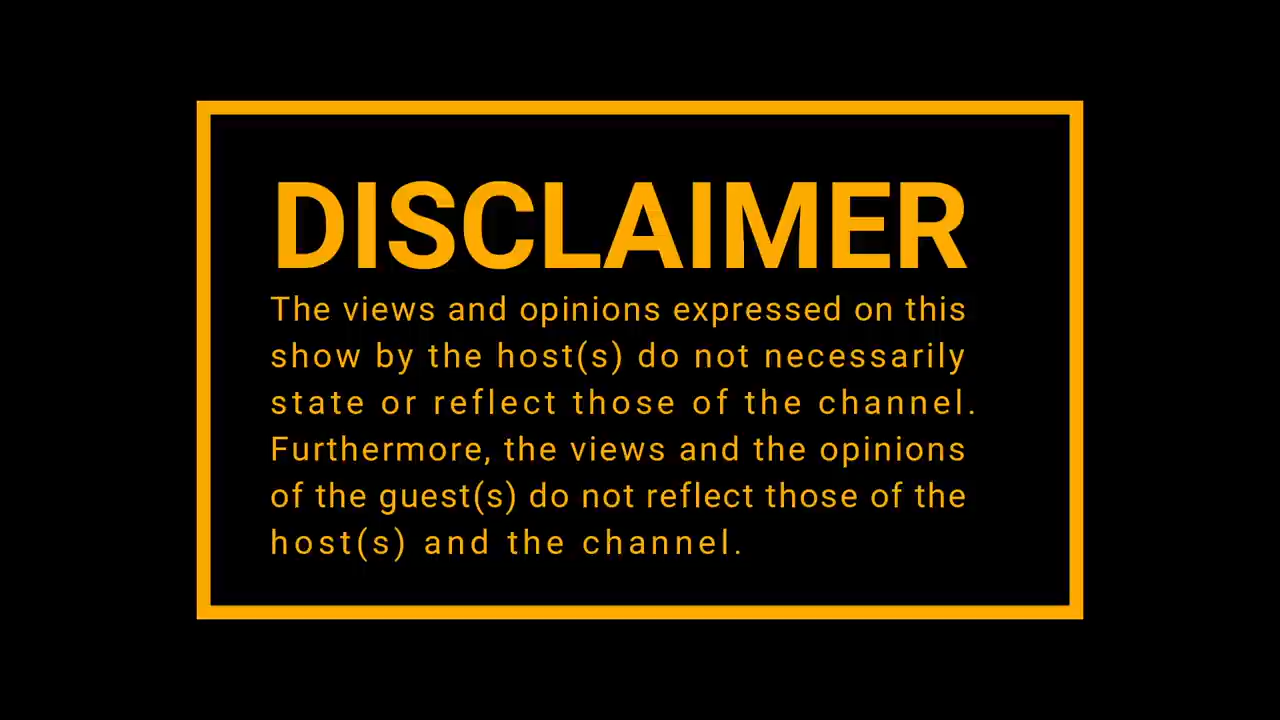 DISCLAIMER
The views and opinions expressed on this
show by the host(s) do not necessarily
state or reflect those of the channel.
Furthermore, the views and the opinions
of the guest(s) do not reflect those of the
host(s) and the channel.